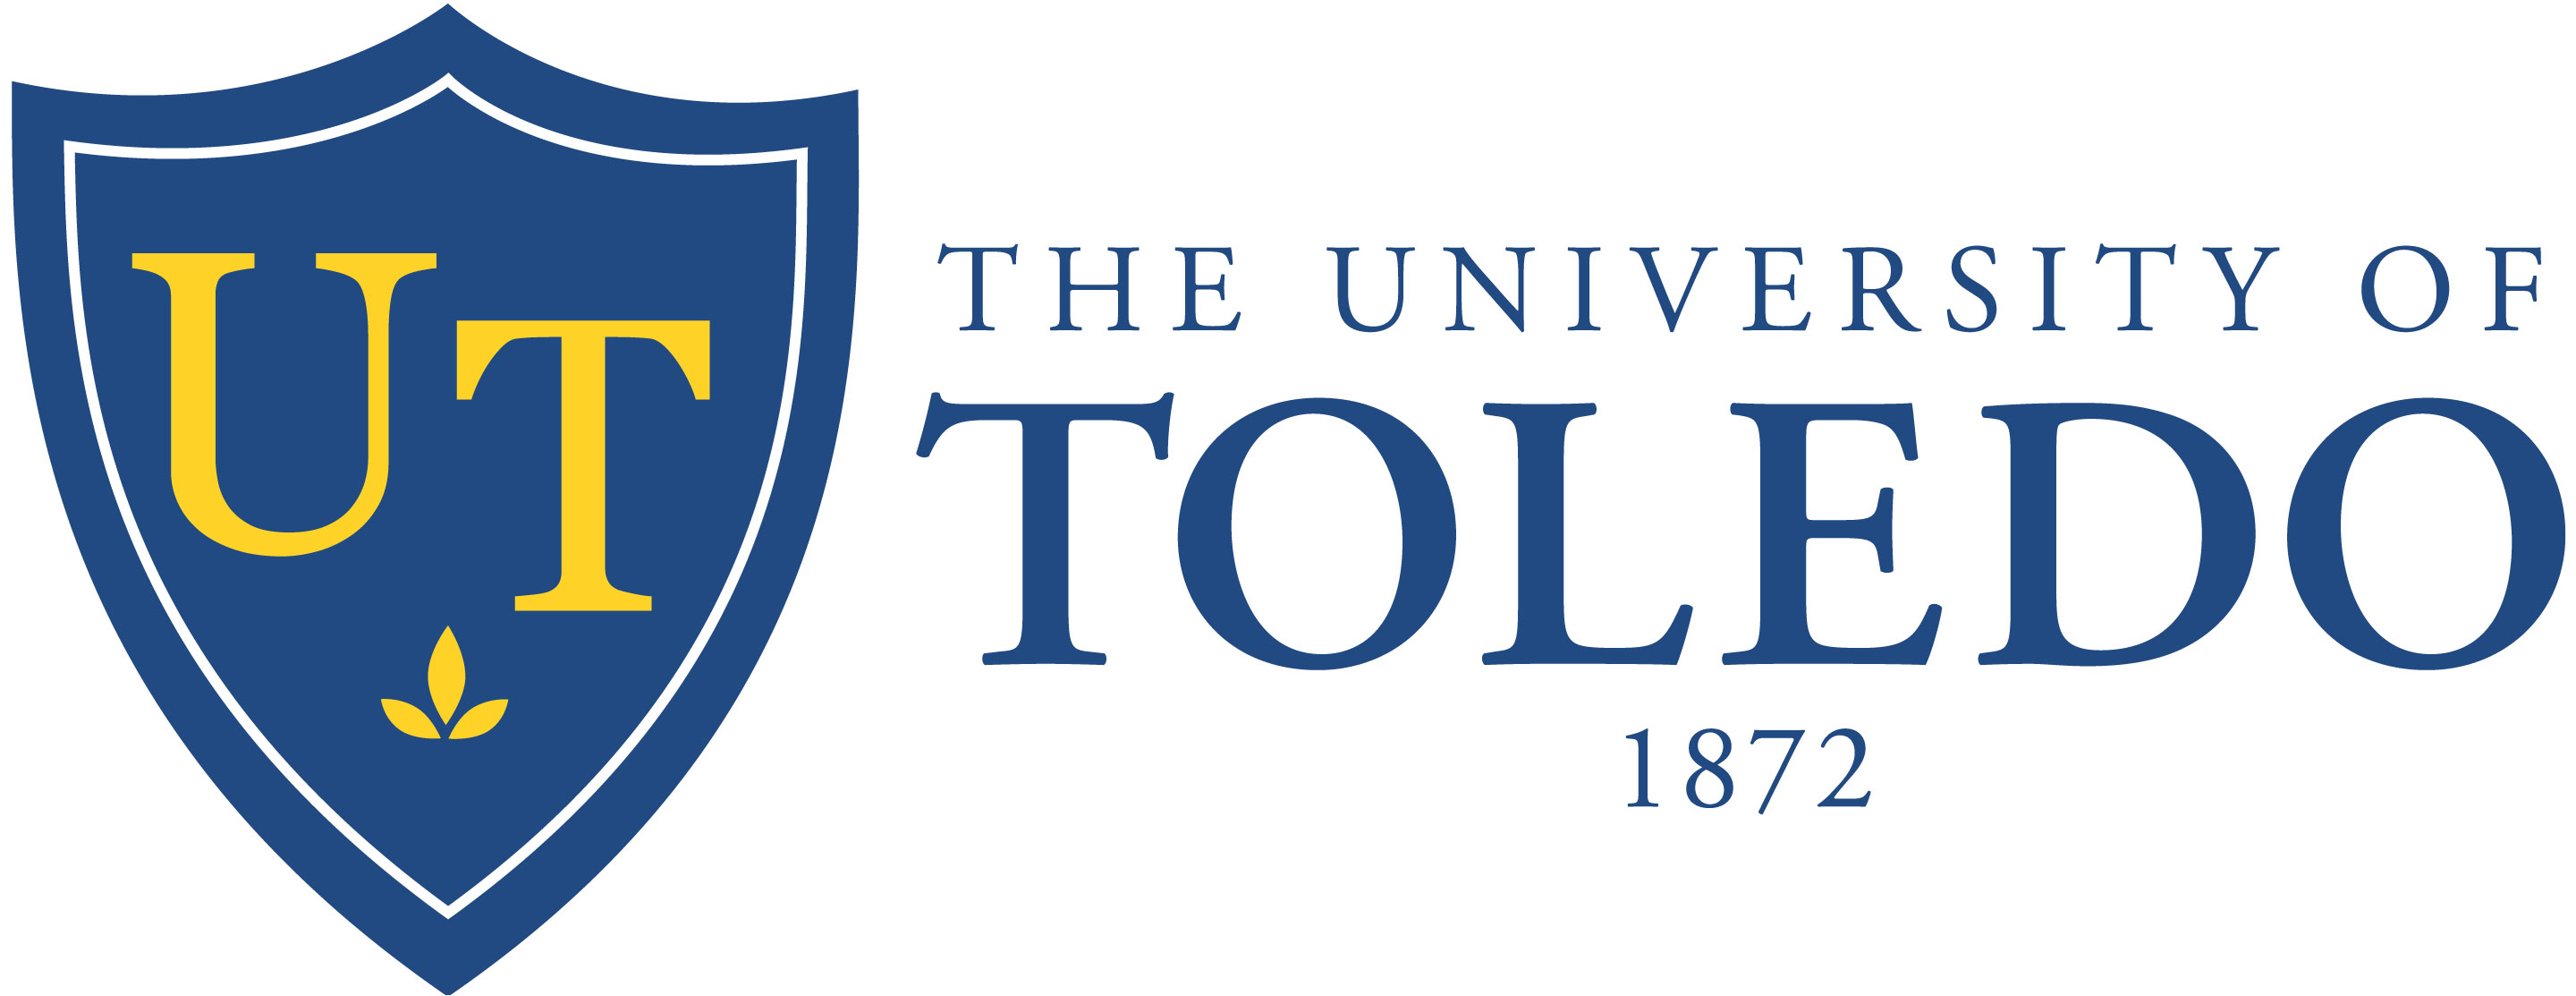 UT
THE UNIVERSITY OF
TOLEDO
1872